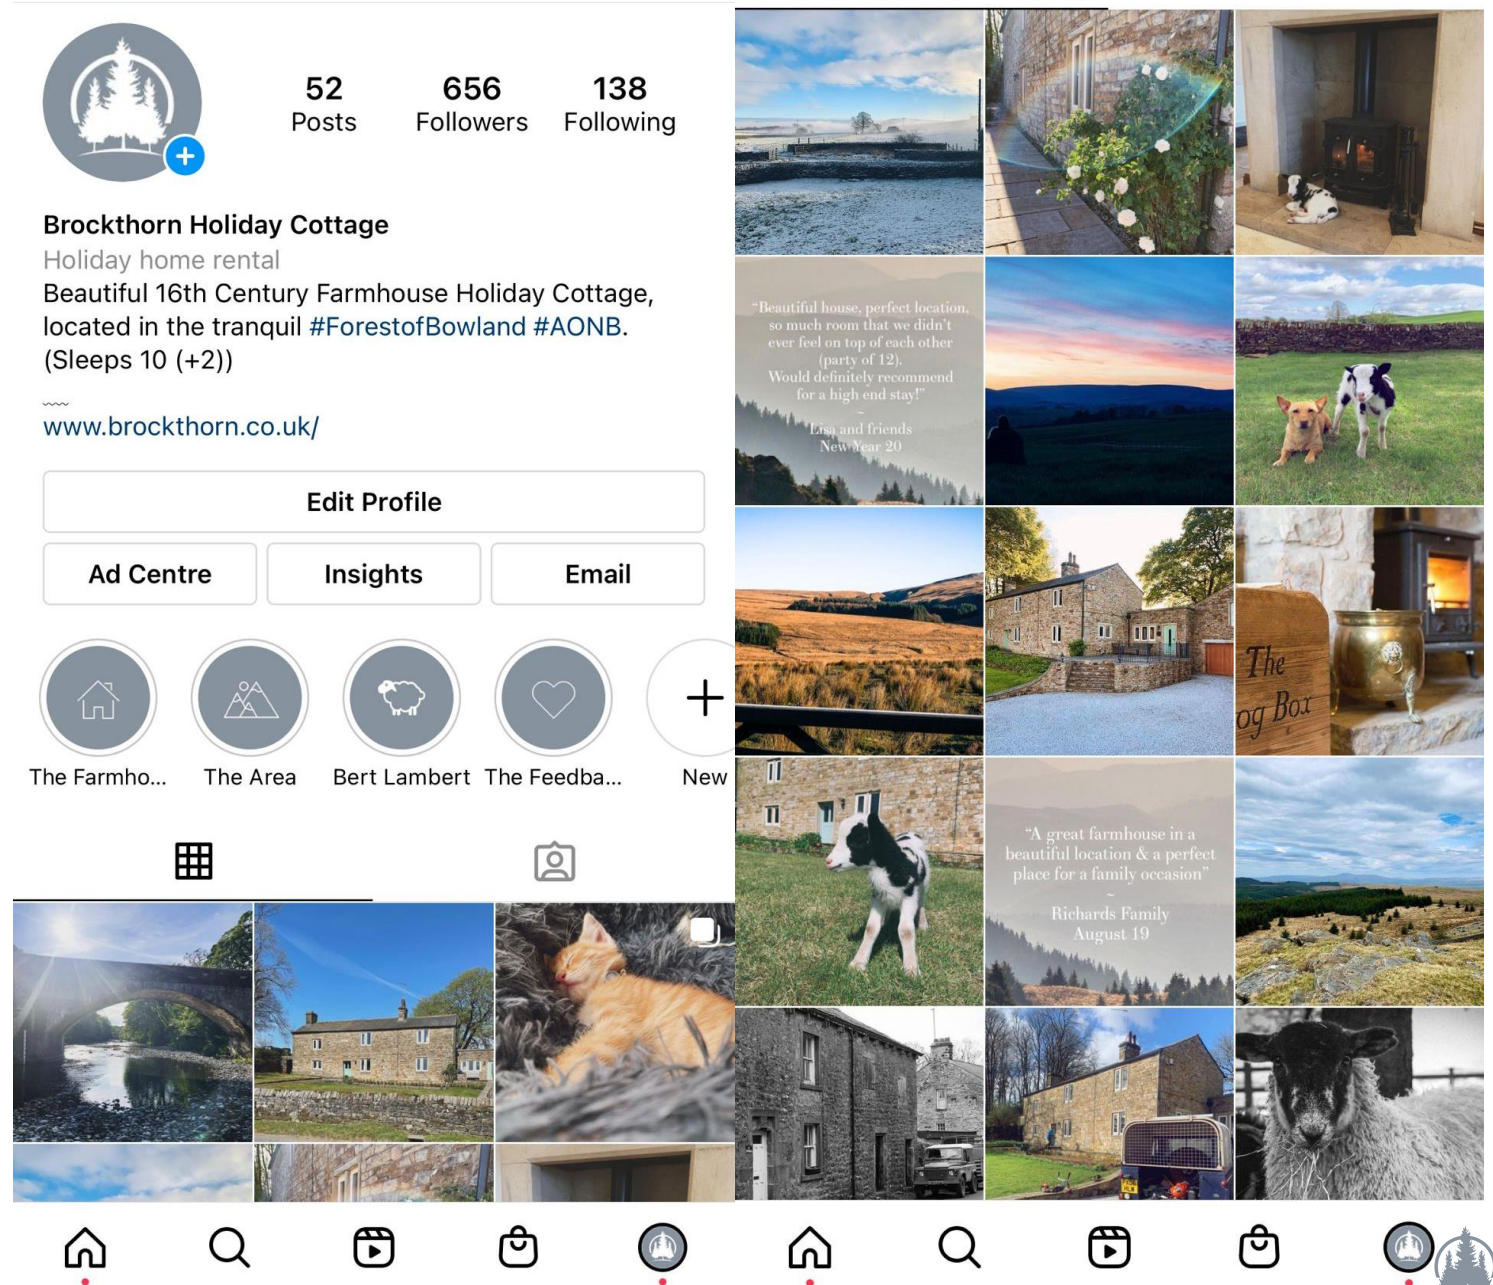 52
Posts
656
Followers
138
Following
Brockthorn Holiday Cottage
Holiday home rental
Beautiful 16th Century Farmhouse Holiday Cottage,
located in the tranquil #ForestofBowland #AONB.
(Sleeps 10 (+2))
www.brockthorn.co.uk/
Edit Profile
Ad Centre
Insights
Email
The Farmho...
The Area
Bert Lambert
The Feedba...
New
“Beautiful house, perfect location,
so much room that we didn’t
ever feel on top of each other
(party of 12).
Would definitely recommend
for a high end stay!”
~
Lisa and friends
New Year 20
The
og Box
“A great farmhouse in a
beautiful location & a perfect
place for a family occasion”
~
Richards Family
August 19